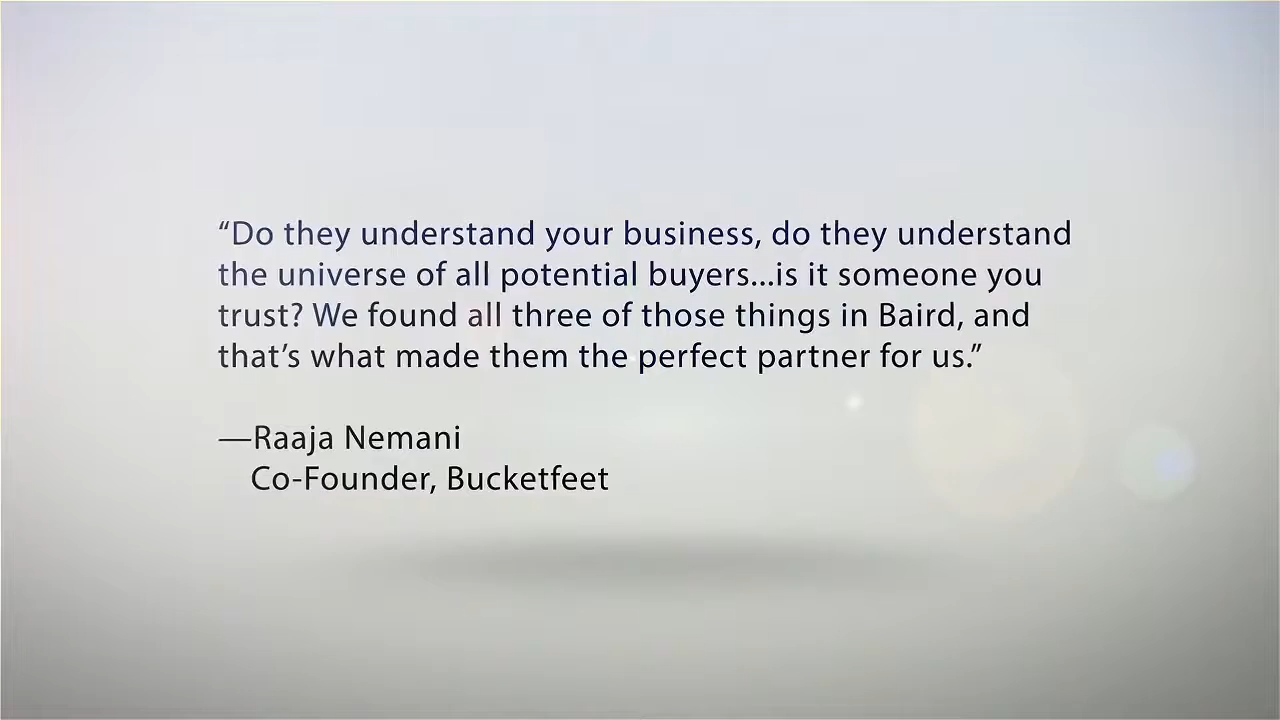 “Do they understand your business, do they understand
the universe of all potential buyers...is it someone you
trust? We found all three of those things in Baird, and
that’s what made them the perfect partner for us.”
—Raaja Nemani
Co-Founder, Bucketfeet